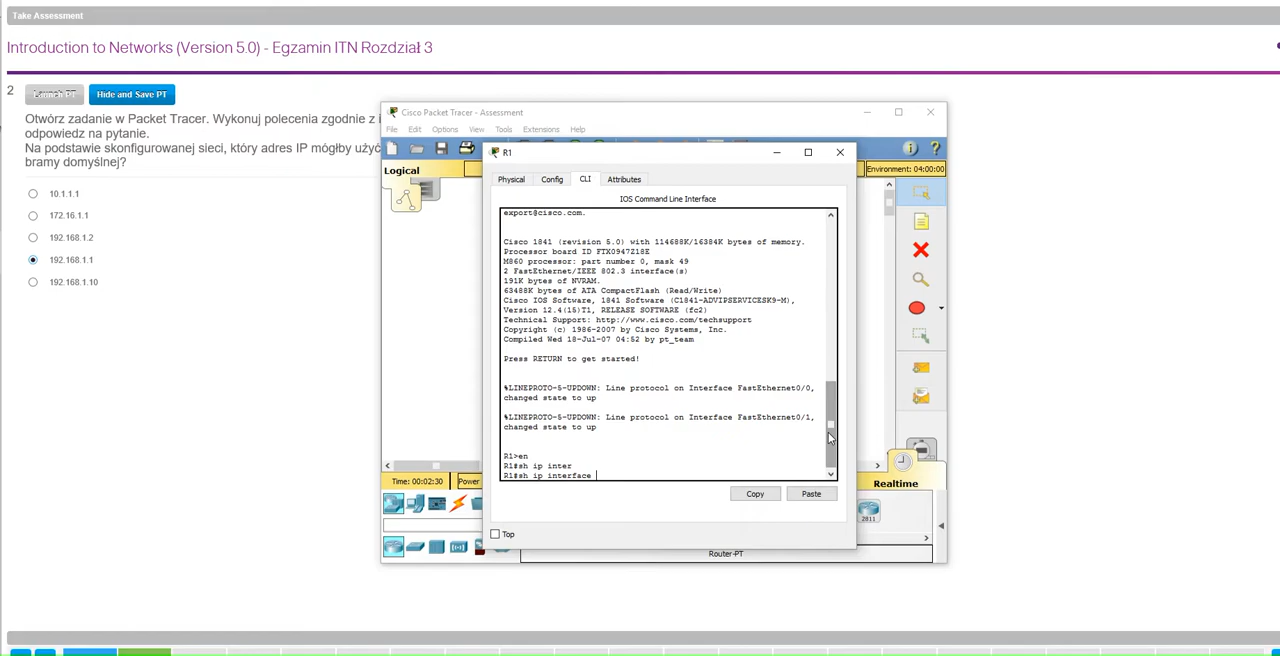 Take Assessment
Introduction to Networks (Version 5.0) - Egzamin ITN Rozdział 3
2
Launch PT
Hide and Save PT
Otwórz zadanie w Packet Tracer. Wykonuj polecenia zgodnie z i
odpowiedz na pytanie.
Na podstawie skonfigurowanej sieci, który adres IP mógłby użyć
bramy domyślnej?
10.1.1.1
172.16.1.1
192.168.1.2
192.168.1.1
192.168.1.10
Cisco Packet Tracer - Assessment
File Edit Options View Tools Extensions Help
Logical
Environment: 04:00:00
R1
Physical Config CLI Attributes
IOS Command Line Interface
export@cisco.com.
Cisco 1841 (revision 5.0) with 114688K/16384K bytes of memory.
Processor board ID FTX0947Z18E
M860 processor: part number 0, mask 49
2 FastEthernet/IEEE 802.3 interface(s)
191K bytes of NVRAM.
63488K bytes of ATA CompactFlash (Read/Write)
Cisco IOS Software, 1841 Software (C1841-ADVIPSERVICESK9-M),
Version 12.4(15)T1, RELEASE SOFTWARE (fc2)
Technical Support: http://www.cisco.com/techsupport
Copyright (c) 1986-2007 by Cisco Systems, Inc.
Compiled Wed 18-Jul-07 04:52 by pt_team
Press RETURN to get started!
%LINEPROTO-5-UPDOWN: Line protocol on Interface FastEthernet0/0,
changed state to up
%LINEPROTO-5-UPDOWN: Line protocol on Interface FastEthernet0/1,
changed state to up
R1>en
R1#sh ip inter
R1#sh ip interface
Copy
Paste
Top
Time: 00:02:30
Power
Realtime
2811
Router-PT